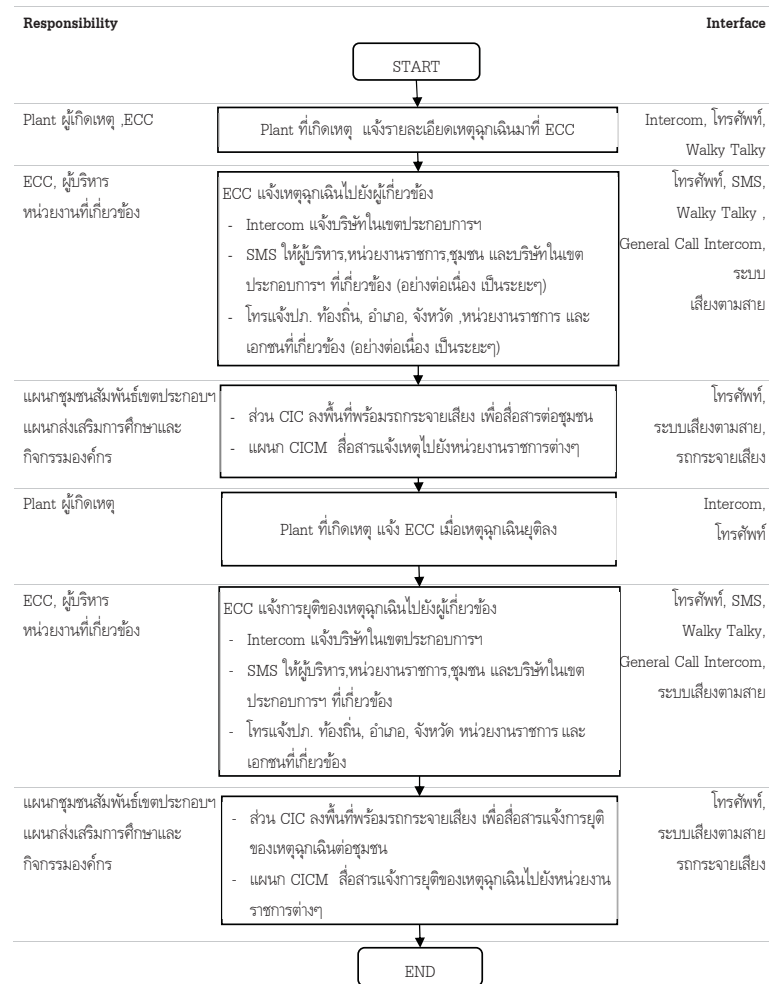 Responsibility
Interface
START
Plant ผู้เกิดเหตุ ,ECC
Plant ที่เกิดเหตุ แจ้งรายละเอียดเหตุฉุกเฉินมาที่ ECC
Intercom, โทรศัพท์,
Walky Talky
ECC, ผู้บริหาร
หน่วยงานที่เกี่ยวข้อง
ECC แจ้งเหตุฉุกเฉินไปยังผู้เกี่ยวข้อง
- Intercom แจ้งบริษัทในเขตประกอบการฯ
- SMS ให้ผู้บริหาร,หน่วยงานราชการ,ชุมชน และบริษัทในเขต
ประกอบการฯ ที่เกี่ยวข้อง (อย่างต่อเนื่อง เป็นระยะๆ)
- โทรแจ้งปภ. ท้องถิ่น, อำเภอ, จังหวัด ,หน่วยงานราชการ และ
เอกชนที่เกี่ยวข้อง (อย่างต่อเนื่อง เป็นระยะๆ)
โทรศัพท์, SMS,
Walky Talky ,
General Call Intercom,
ระบบ
เสียงตามสาย
แผนกชุมชนสัมพันธ์เขตประกอบฯ
แผนกส่งเสริมการศึกษาและ
กิจกรรมองค์กร
- ส่วน CIC ลงพื้นที่พร้อมรถกระจายเสียง เพื่อสื่อสารต่อชุมชน
- แผนก CICM สื่อสารแจ้งเหตุไปยังหน่วยงานราชการต่างๆ
โทรศัพท์,
ระบบเสียงตามสาย,
รถกระจายเสียง
Plant ผู้เกิดเหตุ
Plant ที่เกิดเหตุ แจ้ง ECC เมื่อเหตุฉุกเฉินยุติลง
Intercom,
โทรศัพท์
ECC, ผู้บริหาร
หน่วยงานที่เกี่ยวข้อง
ECC แจ้งการยุติของเหตุฉุกเฉินไปยังผู้เกี่ยวข้อง
- Intercom แจ้งบริษัทในเขตประกอบการฯ
- SMS ให้ผู้บริหาร,หน่วยงานราชการ,ชุมชน และบริษัทในเขต
ประกอบการฯ ที่เกี่ยวข้อง
- โทรแจ้งปภ. ท้องถิ่น, อำเภอ, จังหวัด หน่วยงานราชการ และ
เอกชนที่เกี่ยวข้อง
โทรศัพท์, SMS,
Walky Talky,
General Call Intercom,
ระบบเสียงตามสาย
แผนกชุมชนสัมพันธ์เขตประกอบฯ
แผนกส่งเสริมการศึกษาและ
กิจกรรมองค์กร
- ส่วน CIC ลงพื้นที่พร้อมรถกระจายเสียง เพื่อสื่อสารแจ้งการยุติ
ของเหตุฉุกเฉินต่อชุมชน
- แผนก CICM สื่อสารแจ้งการยุติของเหตุฉุกเฉินไปยังหน่วยงาน
ราชการต่างๆ
โทรศัพท์,
ระบบเสียงตามสาย
รถกระจายเสียง
END